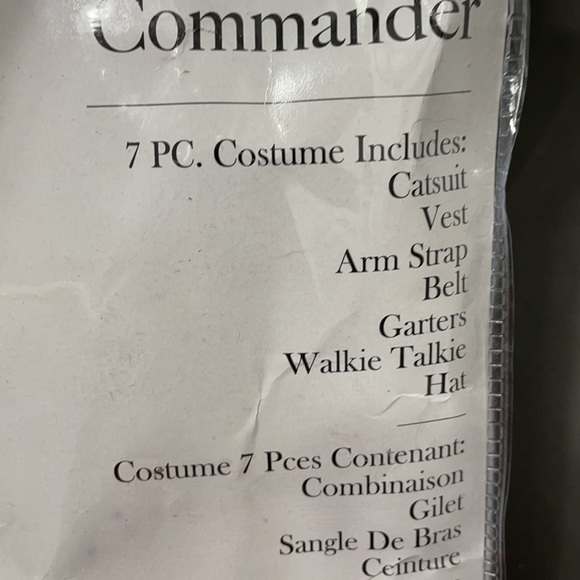 Commander
7 PC. Costume Includes:
Catsuit
Vest
Arm Strap
Belt
Garters
Walkie Talkie
Hat
Costume 7 Pces Contenant:
Combinaison
Gilet
Sangle De Bras
Ceinture